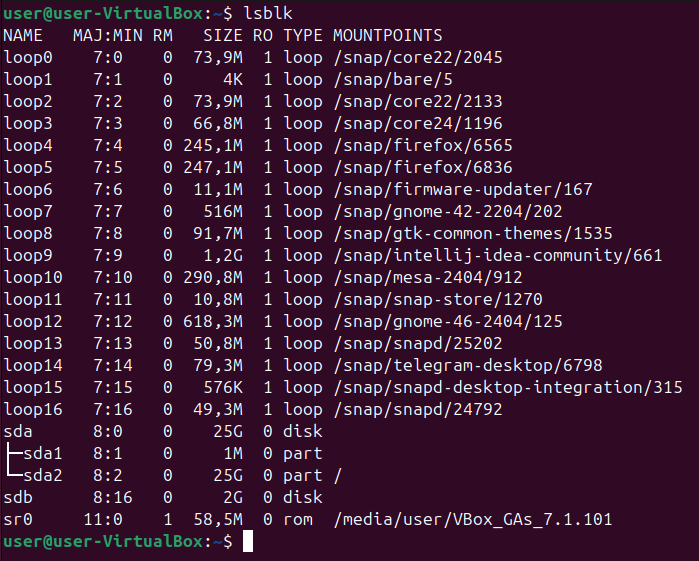 user@user-VirtualBox:~$ lsblk
NAME   MAJ:MIN RM   SIZE RO TYPE MOUNTPOINTS
loop0    7:0    0  73,9M  1 loop /snap/core22/2045
loop1    7:1    0     4K  1 loop /snap/bare/5
loop2    7:2    0  73,9M  1 loop /snap/core22/2133
loop3    7:3    0  66,8M  1 loop /snap/core24/1196
loop4    7:4    0 245,1M  1 loop /snap/firefox/6565
loop5    7:5    0 247,1M  1 loop /snap/firefox/6836
loop6    7:6    0  11,1M  1 loop /snap/firmware-updater/167
loop7    7:7    0   516M  1 loop /snap/gnome-42-2204/202
loop8    7:8    0  91,7M  1 loop /snap/gtk-common-themes/1535
loop9    7:9    0   1,2G  1 loop /snap/intellij-idea-community/661
loop10   7:10   0 290,8M  1 loop /snap/mesa-2404/912
loop11   7:11   0  10,8M  1 loop /snap/snap-store/1270
loop12   7:12   0 618,3M  1 loop /snap/gnome-46-2404/125
loop13   7:13   0  50,8M  1 loop /snap/snapd/25202
loop14   7:14   0  79,3M  1 loop /snap/telegram-desktop/6798
loop15   7:15   0   576K  1 loop /snap/snapd-desktop-integration/315
loop16   7:16   0  49,3M  1 loop /snap/snapd/24792
sda      8:0    0    25G  0 disk
├─sda1   8:1    0     1M  0 part
└─sda2   8:2    0    25G  0 part /
sdb      8:16   0     2G  0 disk
sr0     11:0    1  58,5M  0 rom  /media/user/VBox_GAs_7.1.101
user@user-VirtualBox:~$